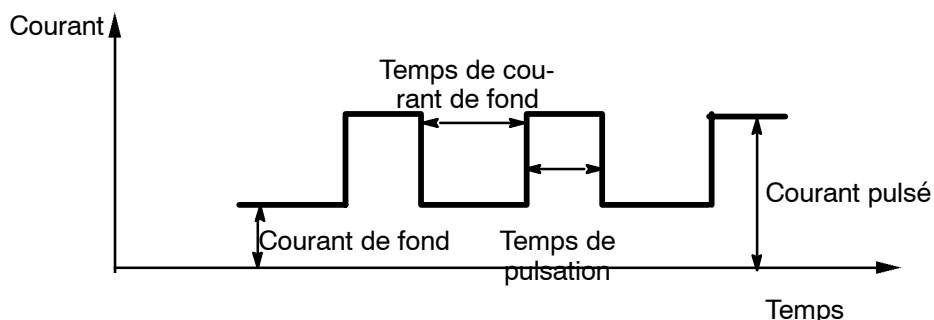 Courant
Temps de cou-
rant de fond
Courant pulsé
Courant de fond
Temps de
pulsation
Temps